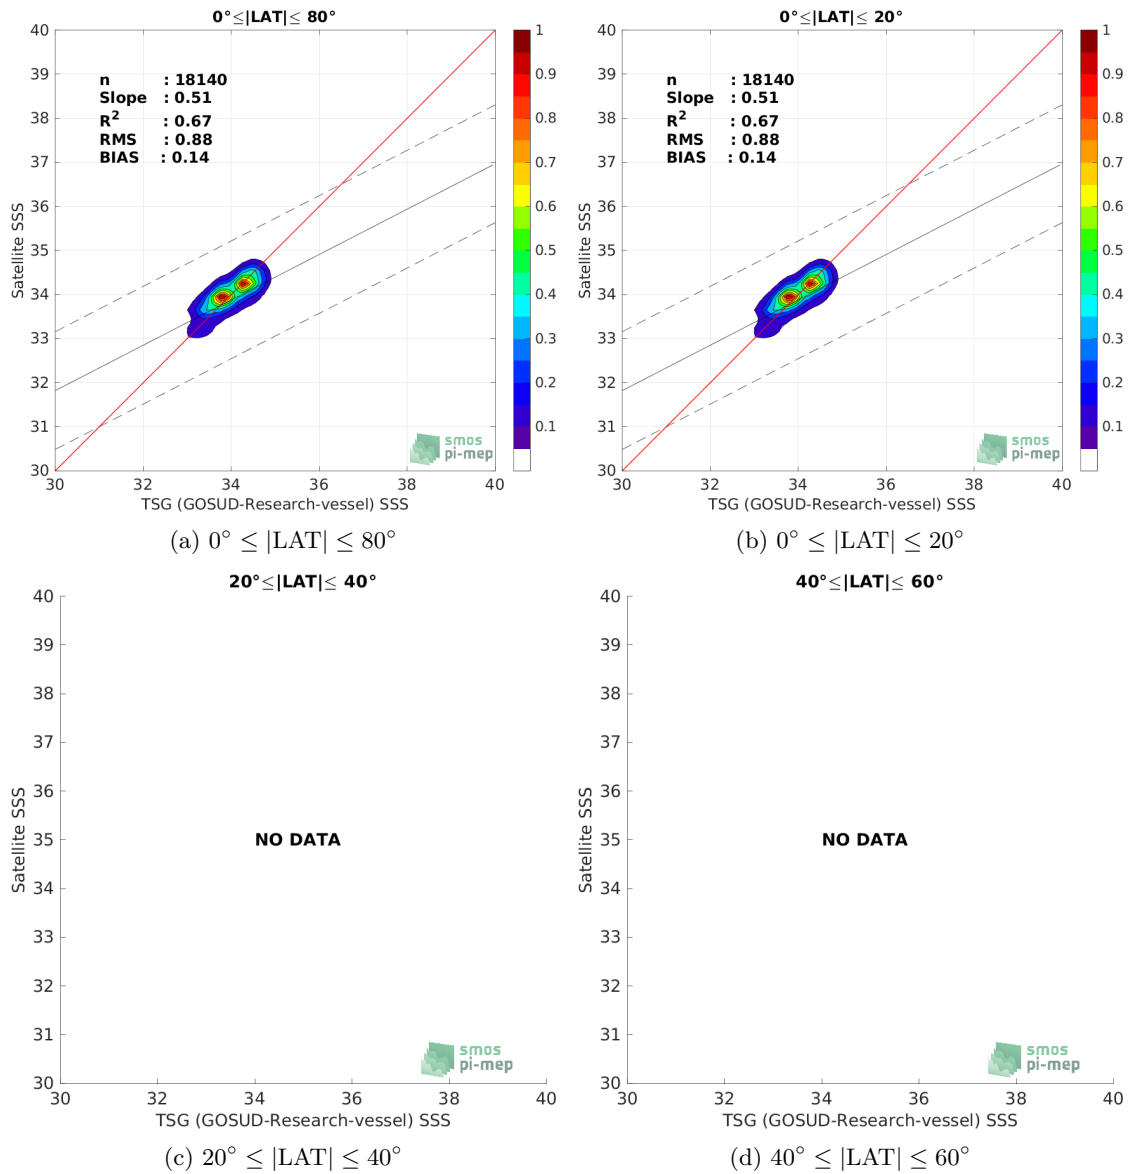 0°≤|LAT|≤ 80°
40
39
38
37
36
35
34
33
32
31
30
30 32 34 36 38 40
Satellite SSS
TSG (GOSUD-Research-vessel) SSS
n : 18140
Slope : 0.51
R² : 0.67
RMS : 0.88
BIAS : 0.14
1
0.9
0.8
0.7
0.6
0.5
0.4
0.3
0.2
0.1
smos
pi-mep
(a) 0° ≤ |LAT| ≤ 80°
0°≤|LAT|≤ 20°
40
39
38
37
36
35
34
33
32
31
30
30 32 34 36 38 40
Satellite SSS
TSG (GOSUD-Research-vessel) SSS
n : 18140
Slope : 0.51
R² : 0.67
RMS : 0.88
BIAS : 0.14
1
0.9
0.8
0.7
0.6
0.5
0.4
0.3
0.2
0.1
smos
pi-mep
(b) 0° ≤ |LAT| ≤ 20°
20°≤|LAT|≤ 40°
40
39
38
37
36
35
34
33
32
31
30
30 32 34 36 38 40
Satellite SSS
TSG (GOSUD-Research-vessel) SSS
NO DATA
smos
pi-mep
(c) 20° ≤ |LAT| ≤ 40°
40°≤|LAT|≤ 60°
40
39
38
37
36
35
34
33
32
31
30
30 32 34 36 38 40
Satellite SSS
TSG (GOSUD-Research-vessel) SSS
NO DATA
smos
pi-mep
(d) 40° ≤ |LAT| ≤ 60°